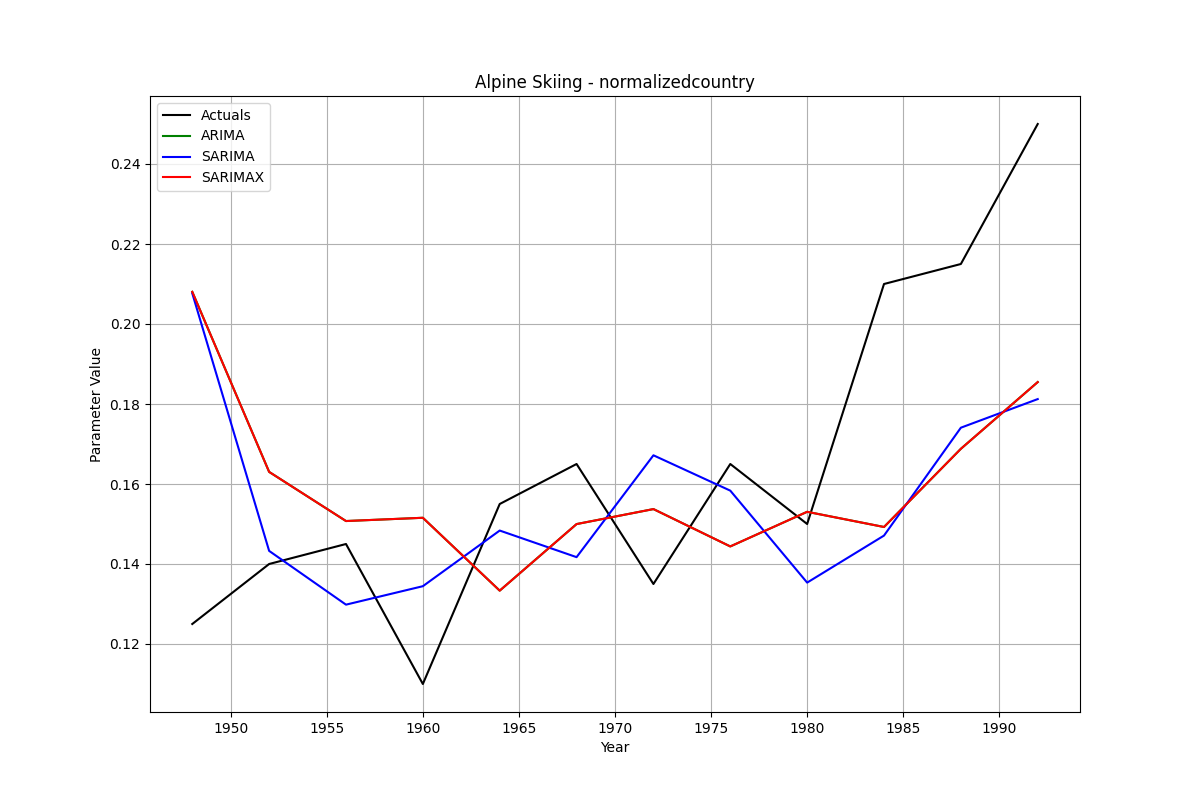 Alpine Skiing - normalizedcountry
Actuals
ARIMA
SARIMA
SARIMAX
0.24
0.22
0.20
0.18
0.16
0.14
0.12
Parameter Value
1950 1955 1960 1965 1970 1975 1980 1985 1990
Year